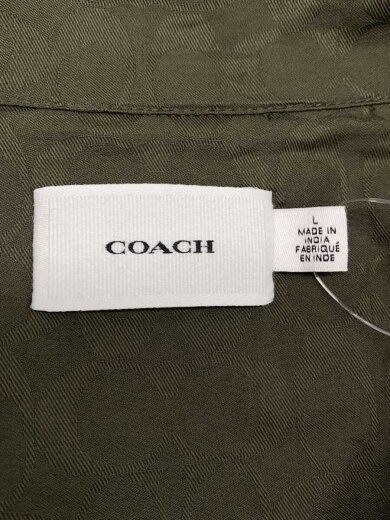 COACH
L
MADE IN
INDIA
FABRIQUÉ
EN INDE